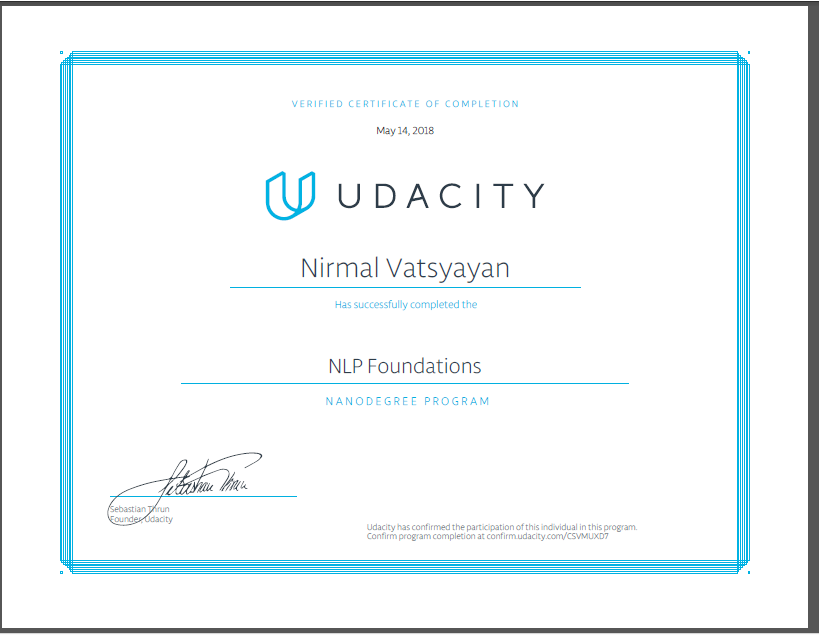 VERIFIED CERTIFICATE OF COMPLETION
May 14, 2018
UDACITY
Nirmal Vatsyayan
Has successfully completed the
NLP Foundations
NANODEGREE PROGRAM
Sebastian Thrun
Sebastian Thrun
Founder, Udacity
Udacity has confirmed the participation of this individual in this program.
Confirm program completion at confirm.udacity.com/CSVMUXD7